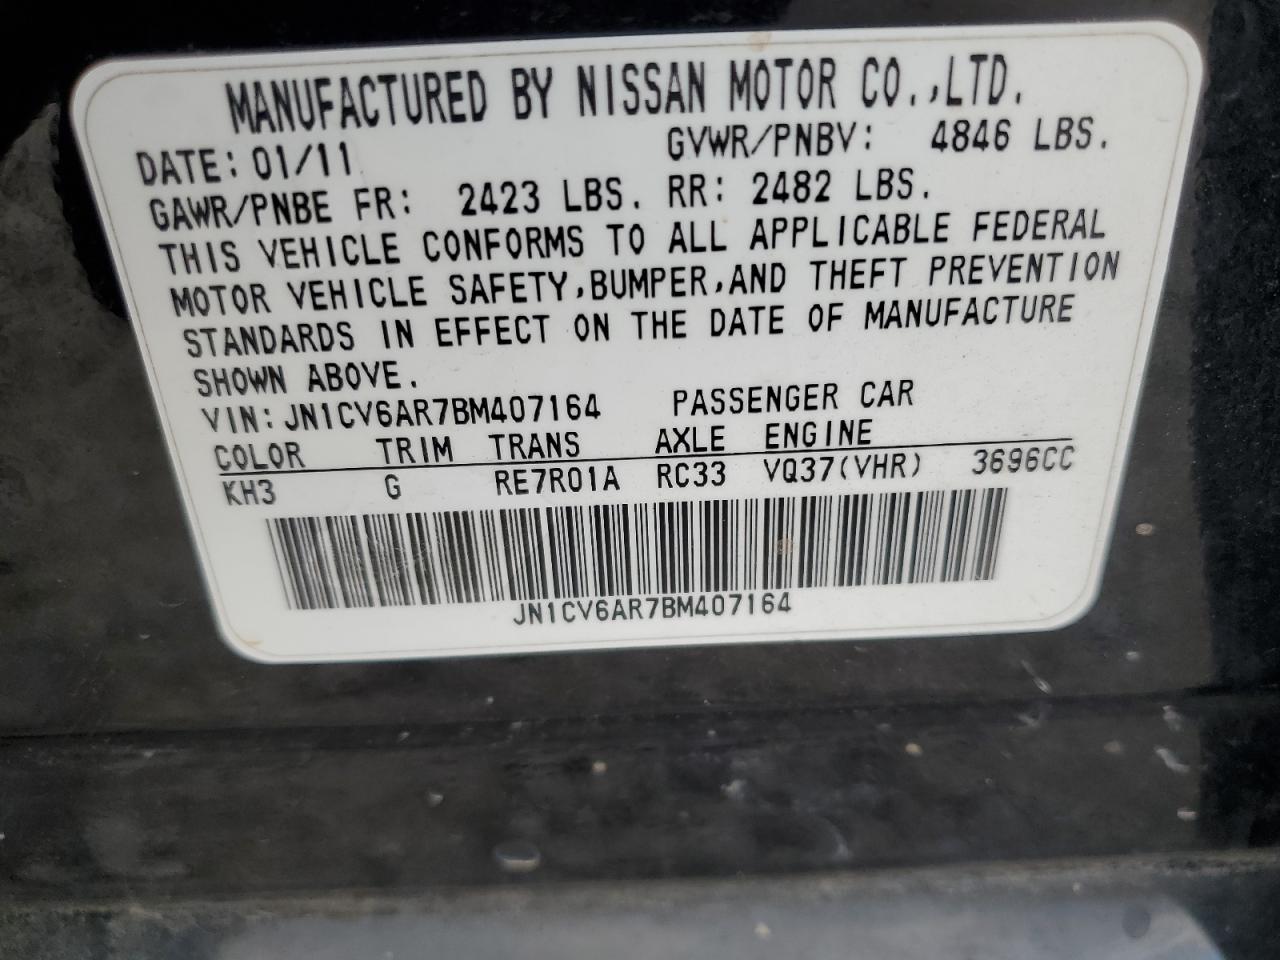 MANUFACTURED BY NISSAN MOTOR CO.,LTD.
DATE: 01/11 GVWR/PNBV: 4846 LBS.
GAWR/PNBE FR: 2423 LBS. RR: 2482 LBS.
THIS VEHICLE CONFORMS TO ALL APPLICABLE FEDERAL
MOTOR VEHICLE SAFETY,BUMPER,AND THEFT PREVENTION
STANDARDS IN EFFECT ON THE DATE OF MANUFACTURE
SHOWN ABOVE.
VIN: JN1CV6AR7BM407164 PASSENGER CAR
COLOR TRIM TRANS AXLE ENGINE
KH3 G RE7R01A RC33 VQ37(VHR) 3696CC
JN1CV6AR7BM407164